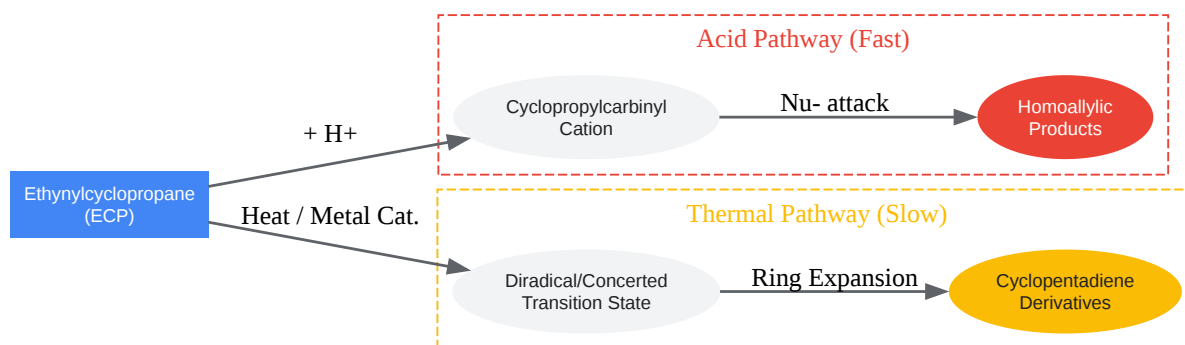 Acid Pathway (Fast)
Cyclopropylcarbinyl
Cation
Nu- attack
Homoallylic
Products
+ H+
Ethynylcyclopropane
(ECP)
Heat / Metal Cat.
Thermal Pathway (Slow)
Diradical/Concerted
Transition State
Ring Expansion
Cyclopentadiene
Derivatives